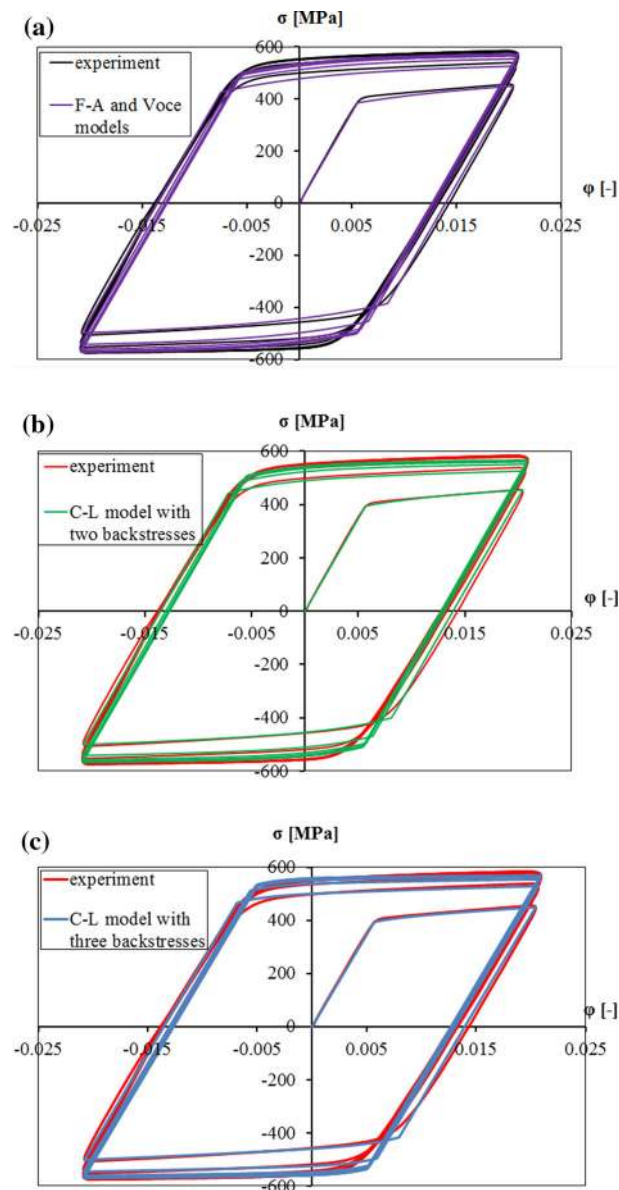 (a)
σ [MPa]
600
experiment
F-A and Voce
models
400
200
0
φ [-]
-0.025
-0.015
-0.005
0.005
0.015
0.025
-200
-400
-600
(b)
σ [MPa]
600
experiment
C-L model with
two backstresses
400
200
0
φ [-]
-0.025
-0.015
-0.005
0.005
0.015
0.025
-200
-400
-600
(c)
σ [MPa]
600
experiment
C-L model with
three backstresses
400
200
0
φ [-]
-0.025
-0.015
-0.005
0.005
0.015
0.025
-200
-400
-600